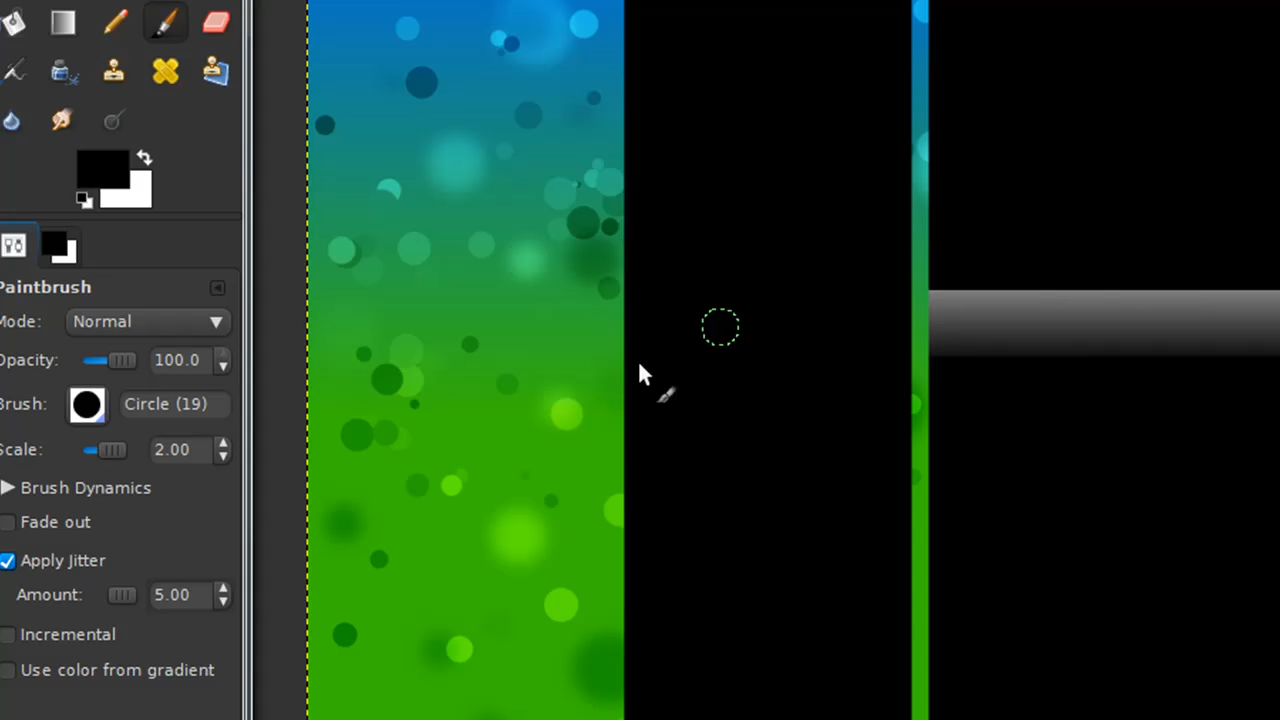 Paintbrush
Mode: Normal
Opacity: 100.0
Brush: Circle (19)
Scale: 2.00
Brush Dynamics
Fade out
Apply Jitter
Amount: 5.00
Incremental
Use color from gradient